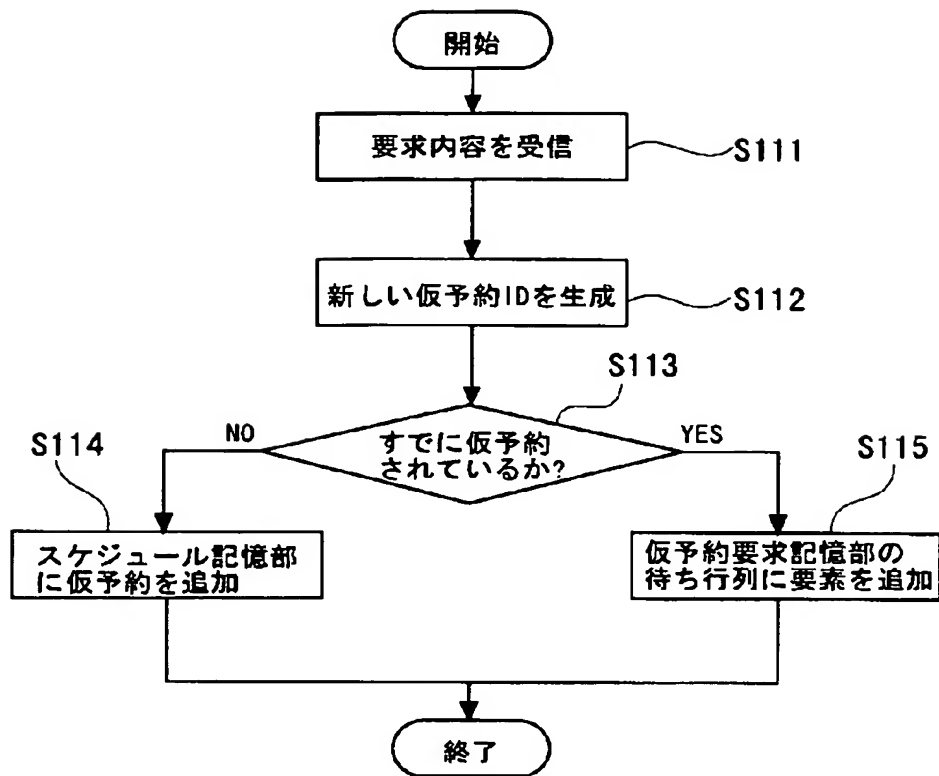 開始
要求内容を受信
S111
新しい仮予約IDを生成
S112
S113
すでに仮予約
されているか?
NO
YES
S114
S115
スケジュール記憶部
に仮予約を追加
仮予約要求記憶部の
待ち行列に要素を追加
終了